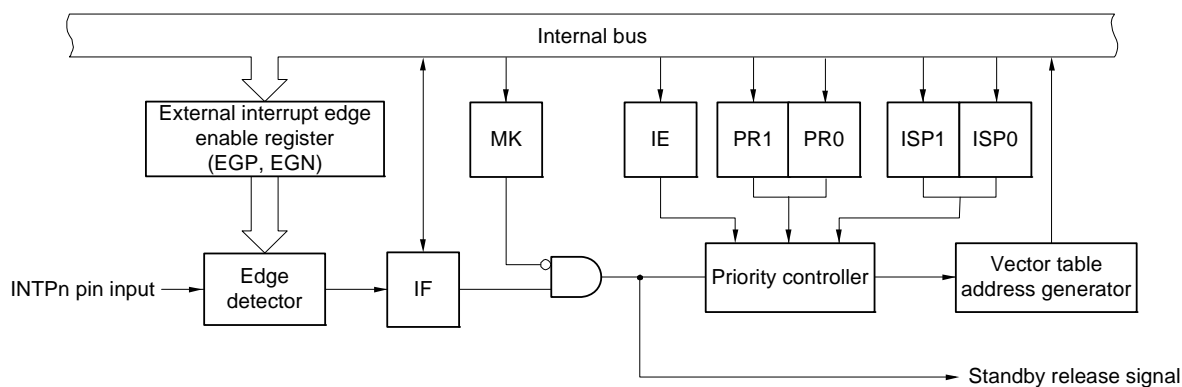 Internal bus
External interrupt edge
enable register
(EGP, EGN)
MK
IE
PR1
PR0
ISP1
ISP0
INTPn pin input
Edge
detector
IF
Priority controller
Vector table
address generator
Standby release signal